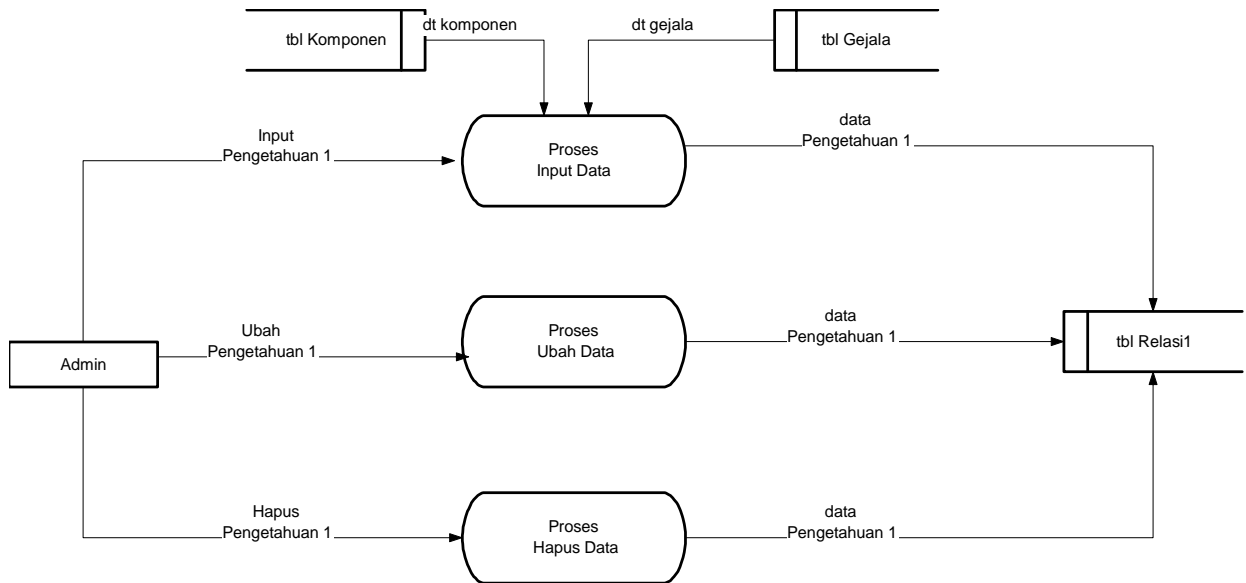 dt komponen
dt gejala
tbl Komponen
tbl Gejala
Input
Pengetahuan 1
Proses
Input Data
data
Pengetahuan 1
Ubah
Pengetahuan 1
Proses
Ubah Data
data
Pengetahuan 1
tbl Relasi1
Admin
Hapus
Pengetahuan 1
Proses
Hapus Data
data
Pengetahuan 1